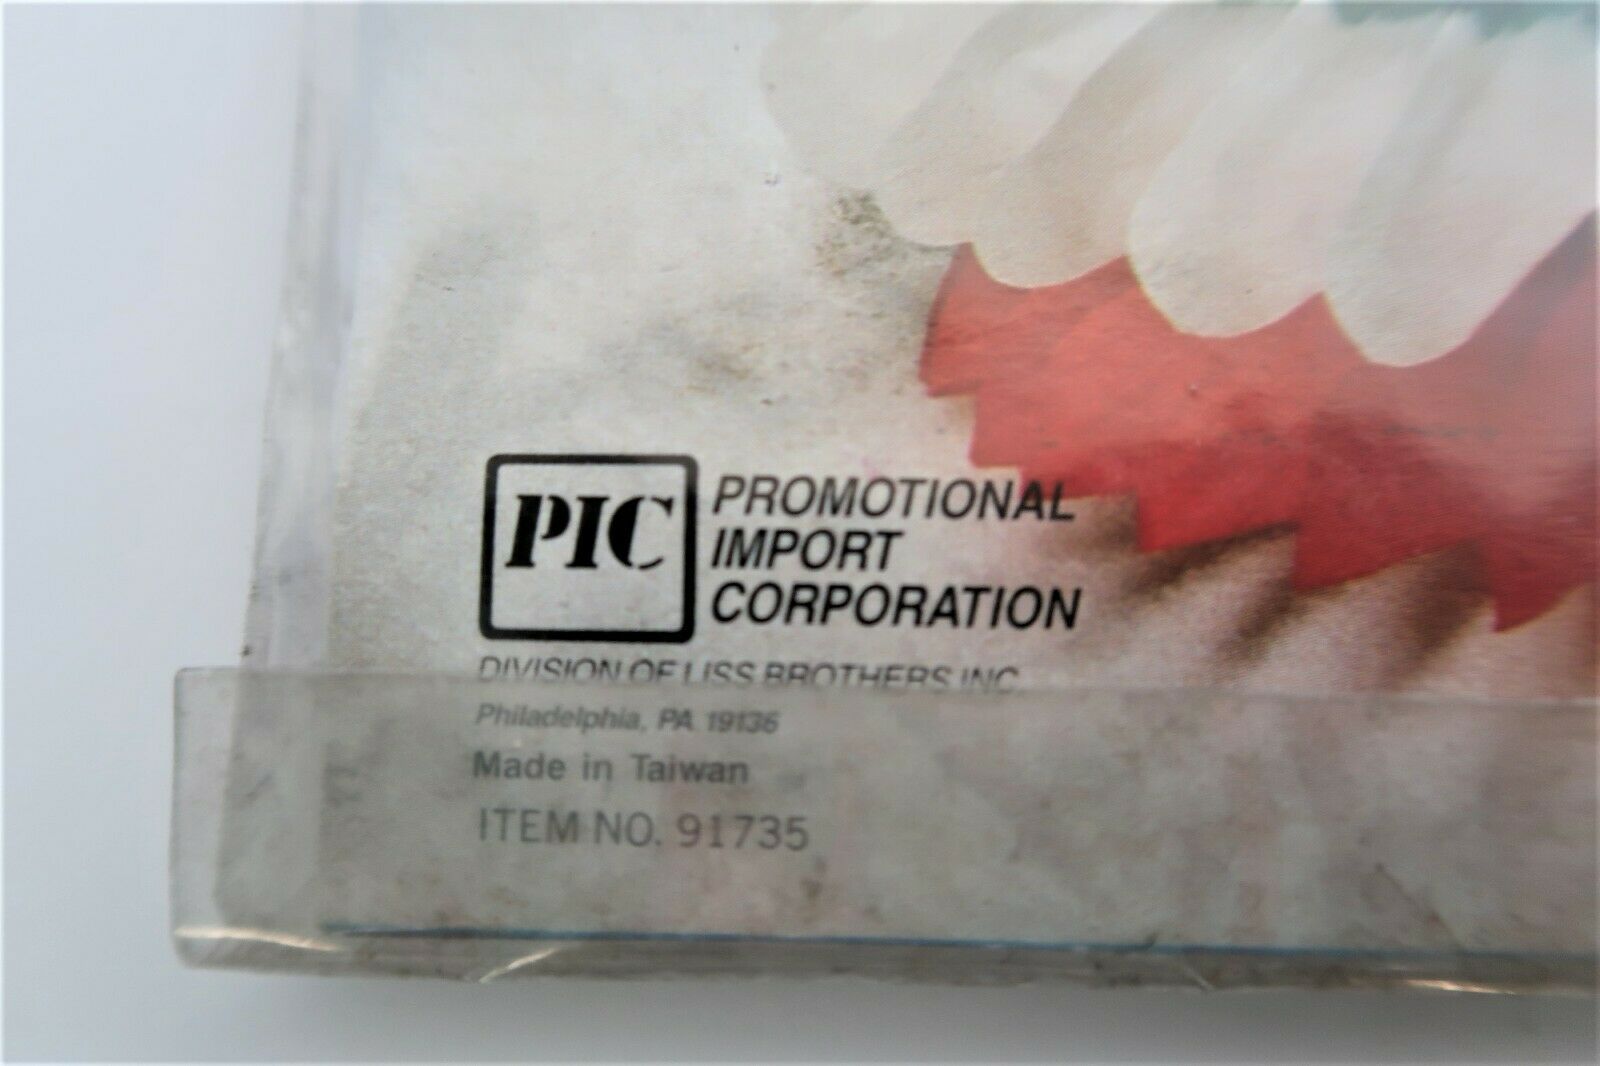 PIC
PROMOTIONAL
IMPORT
CORPORATION
DIVISION OF LISS BROTHERS INC.
Philadelphia, PA 19136
Made in Taiwan
ITEM NO. 91735